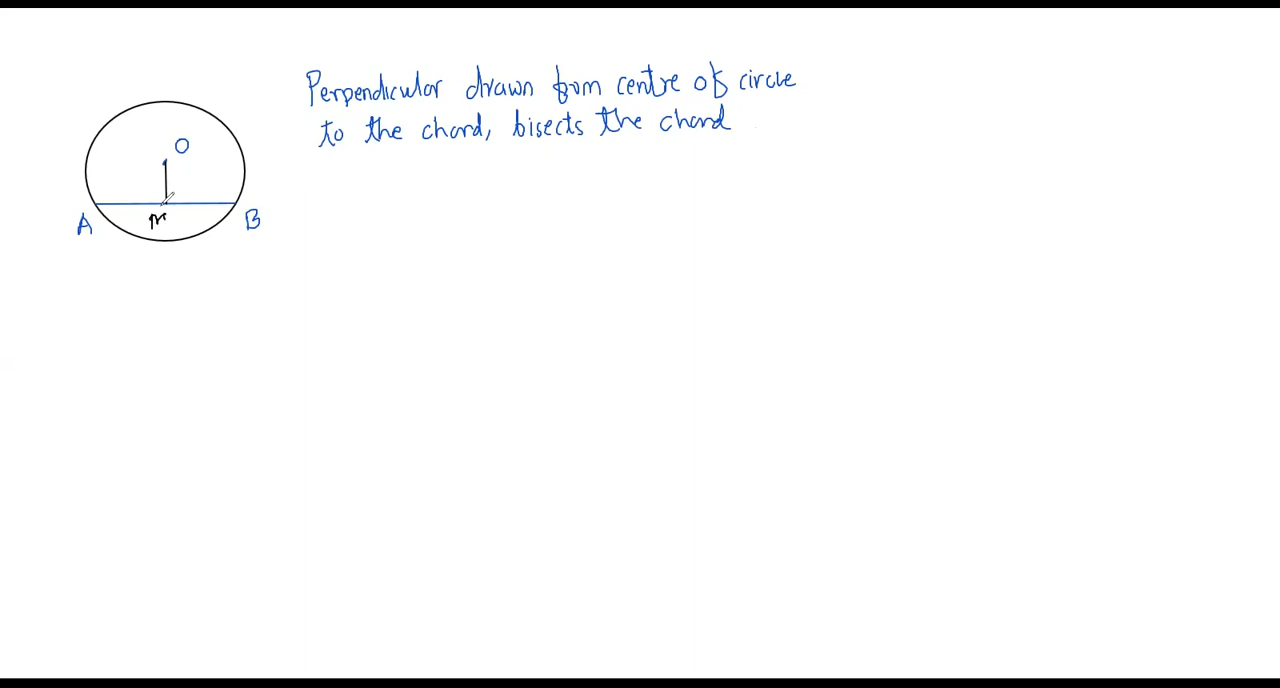 Perpendicular drawn from centre of circle
to the chord, bisects the chord
O
A M B